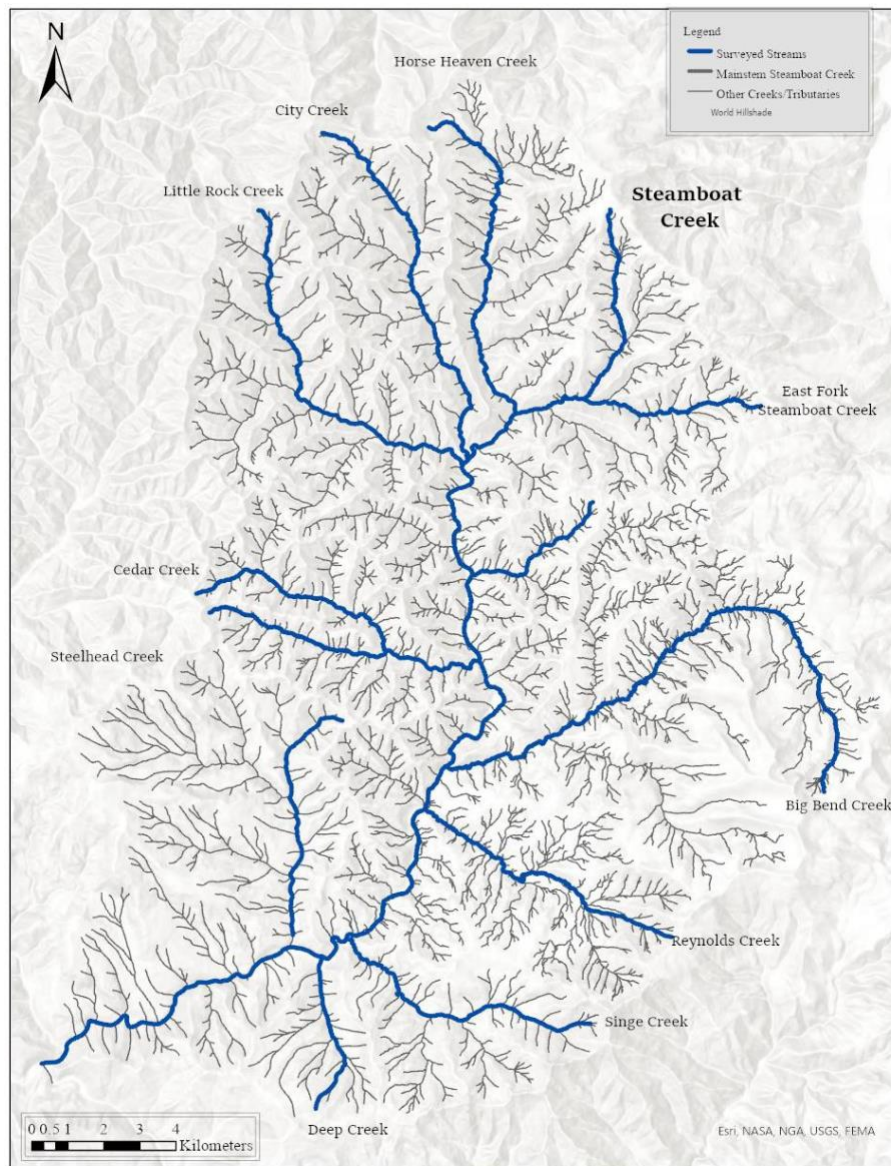 N
Legend
Surveyed Streams
Mainstem Steamboat Creek
Other Creeks/Tributaries
World Hillshade
Horse Heaven Creek
City Creek
Little Rock Creek
Steamboat
Creek
East Fork
Steamboat Creek
Cedar Creek
Steelhead Creek
Big Bend Creek
Reynolds Creek
Singe Creek
Deep Creek
0 0.5 1 2 3 4
Kilometers
Esri, NASA, NGA, USGS, FEMA